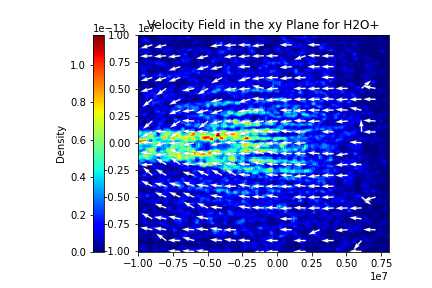 Velocity Field in the xy Plane for H2O+
1e−13
1e7
Density
1.0
0.8
0.6
0.4
0.2
0.0
1.00
0.75
0.50
0.25
0.00
−0.25
−0.50
−0.75
−1.00
−1.00 −0.75 −0.50 −0.25 0.00 0.25 0.50 0.75
1e7